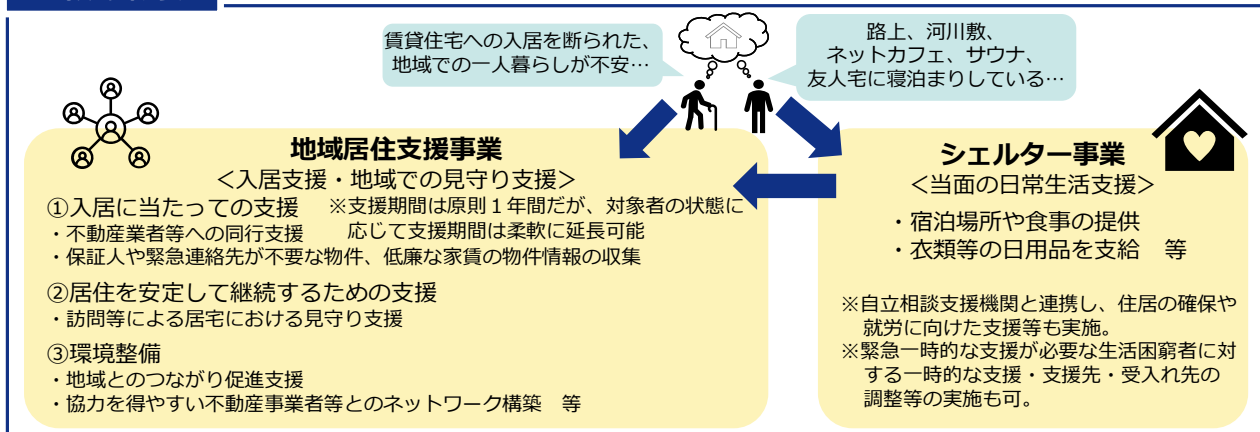 賃貸住宅への入居を断られた、
地域での一人暮らしが不安…
路上、河川敷、
ネットカフェ、サウナ、
友人宅に寝泊まりしている…
地域居住支援事業
<入居支援・地域での見守り支援>
①入居に当たっての支援 ※支援期間は原則1年間だが、対象者の状態に
・不動産業者等への同行支援 応じて支援期間は柔軟に延長可能
・保証人や緊急連絡先が不要な物件、低廉な家賃の物件情報の収集
②居住を安定して継続するための支援
・訪問等による居宅における見守り支援
③環境整備
・地域とのつながり促進支援
・協力を得やすい不動産事業者等とのネットワーク構築 等
シェルター事業
<当面の日常生活支援>
・宿泊場所や食事の提供
・衣類等の日用品を支給 等
※自立相談支援機関と連携し、住居の確保や
就労に向けた支援等も実施。
※緊急一時的な支援が必要な生活困窮者に対
する一時的な支援・支援先・受入れ先の
調整等の実施も可。